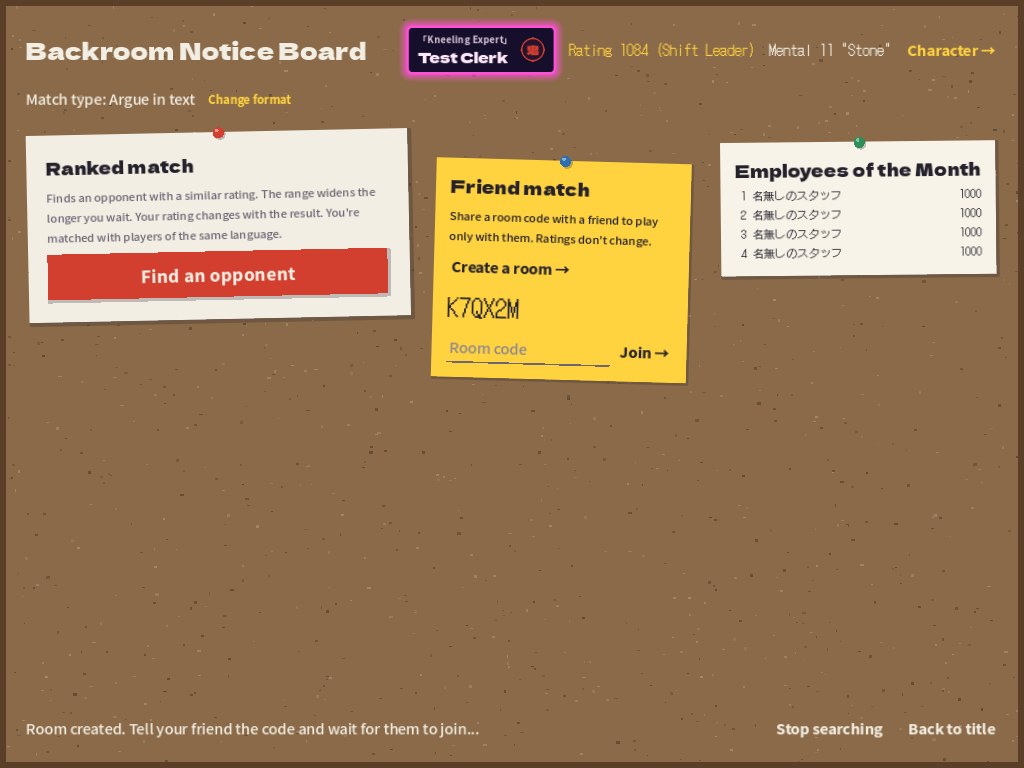 Backroom Notice Board
「Kneeling Expert」
Test Clerk
Rating 1084 (Shift Leader)
Mental 11 "Stone"
Character →
Match type: Argue in text
Change format
Ranked match
Finds an opponent with a similar rating. The range widens the
longer you wait. Your rating changes with the result. You're
matched with players of the same language.
Find an opponent
Friend match
Share a room code with a friend to play
only with them. Ratings don't change.
Create a room →
K7QX2M
Room code
Join →
Employees of the Month
1 名無しのスタッフ 1000
2 名無しのスタッフ 1000
3 名無しのスタッフ 1000
4 名無しのスタッフ 1000
Room created. Tell your friend the code and wait for them to join...
Stop searching
Back to title